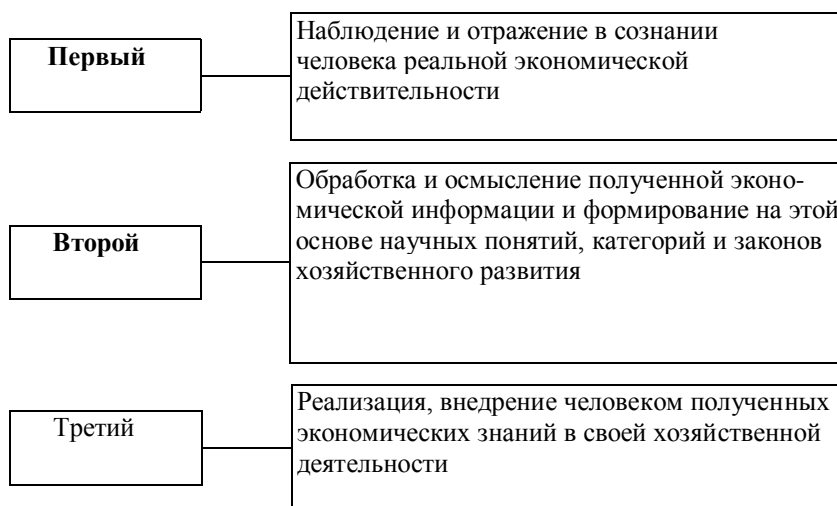 Первый
Наблюдение и отражение в сознании
человека реальной экономической
действительности
Второй
Обработка и осмысление полученной эконо-
мической информации и формирование на этой
основе научных понятий, категорий и законов
хозяйственного развития
Третий
Реализация, внедрение человеком полученных
экономических знаний в своей хозяйственной
деятельности